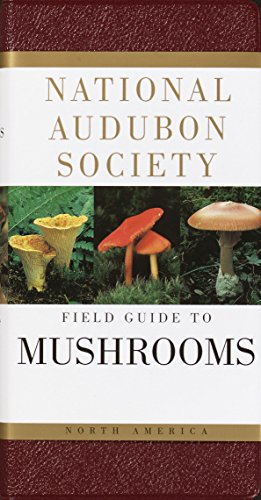 NATIONAL
AUDUBON
SOCIETY
FIELD GUIDE TO
MUSHROOMS
NORTH AMERICA